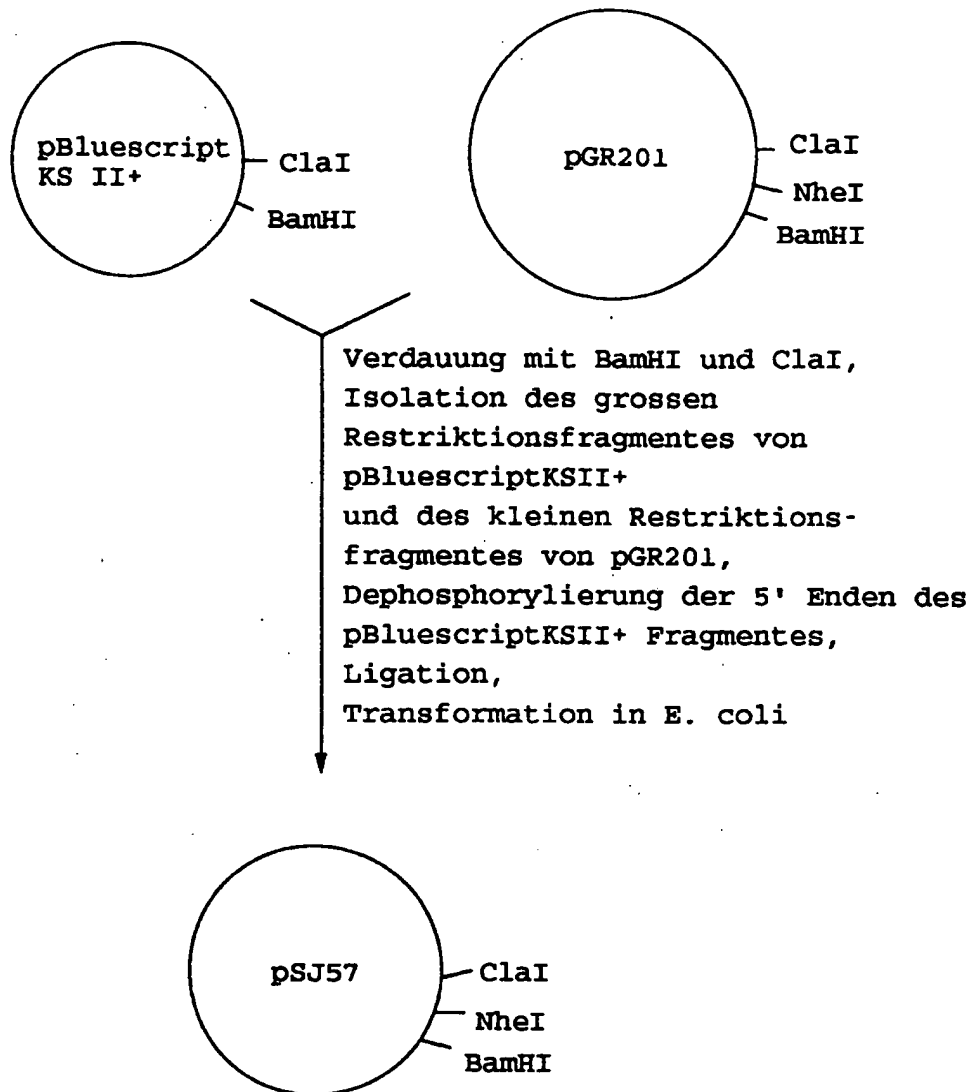 pBluescript
KS II+
ClaI
BamHI
pGR201
ClaI
NheI
BamHI
Verdauung mit BamHI und ClaI,
Isolation des grossen
Restriktionsfragmentes von
pBluescriptKSII+
und des kleinen Restriktions-
fragmentes von pGR201,
Dephosphorylierung der 5' Enden des
pBluescriptKSII+ Fragmentes,
Ligation,
Transformation in E. coli
pSJ57
ClaI
NheI
BamHI